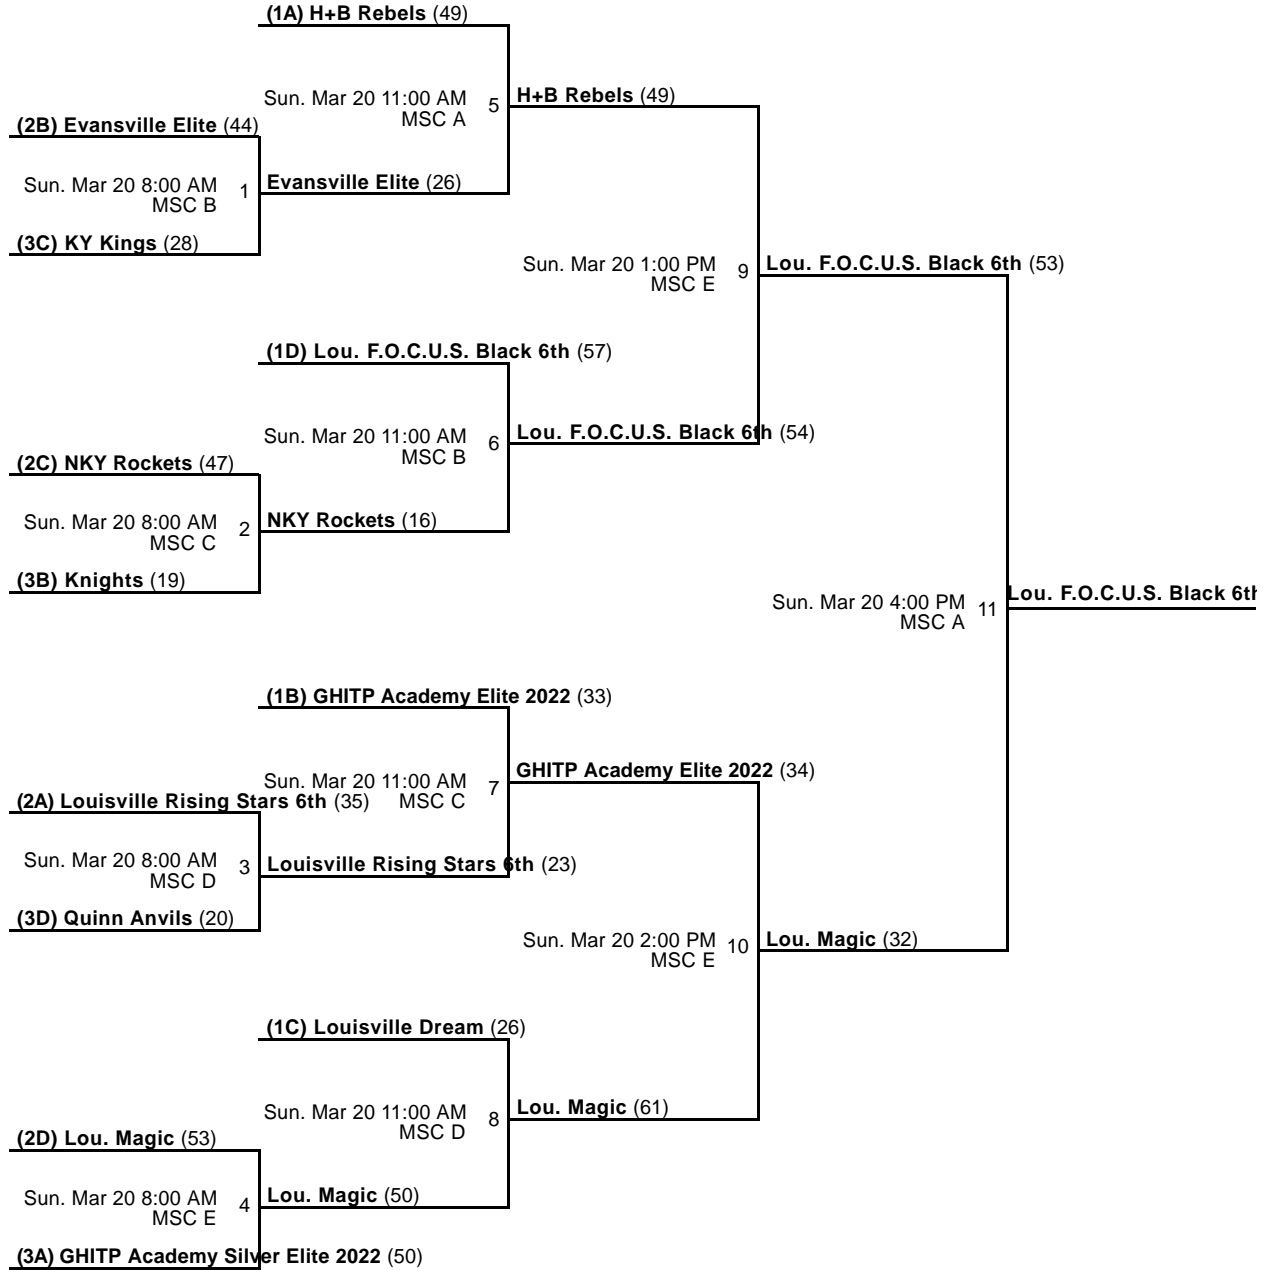 (1A) H+B Rebels (49)
Sun. Mar 20 11:00 AM
MSC A
5
H+B Rebels (49)
(2B) Evansville Elite (44)
Sun. Mar 20 8:00 AM
MSC B
1
Evansville Elite (26)
(3C) KY Kings (28)
Sun. Mar 20 1:00 PM
MSC E
9
Lou. F.O.C.U.S. Black 6th (53)
(1D) Lou. F.O.C.U.S. Black 6th (57)
Sun. Mar 20 11:00 AM
MSC B
6
Lou. F.O.C.U.S. Black 6th (54)
(2C) NKY Rockets (47)
Sun. Mar 20 8:00 AM
MSC C
2
NKY Rockets (16)
(3B) Knights (19)
Sun. Mar 20 4:00 PM
MSC A
11
Lou. F.O.C.U.S. Black 6th
(1B) GHITP Academy Elite 2022 (33)
Sun. Mar 20 11:00 AM
MSC C
7
GHITP Academy Elite 2022 (34)
(2A) Louisville Rising Stars 6th (35)
Sun. Mar 20 8:00 AM
MSC D
3
Louisville Rising Stars 6th (23)
(3D) Quinn Anvils (20)
Sun. Mar 20 2:00 PM
MSC E
10
Lou. Magic (32)
(1C) Louisville Dream (26)
Sun. Mar 20 11:00 AM
MSC D
8
Lou. Magic (61)
(2D) Lou. Magic (53)
Sun. Mar 20 8:00 AM
MSC E
4
Lou. Magic (50)
(3A) GHITP Academy Silver Elite 2022 (50)